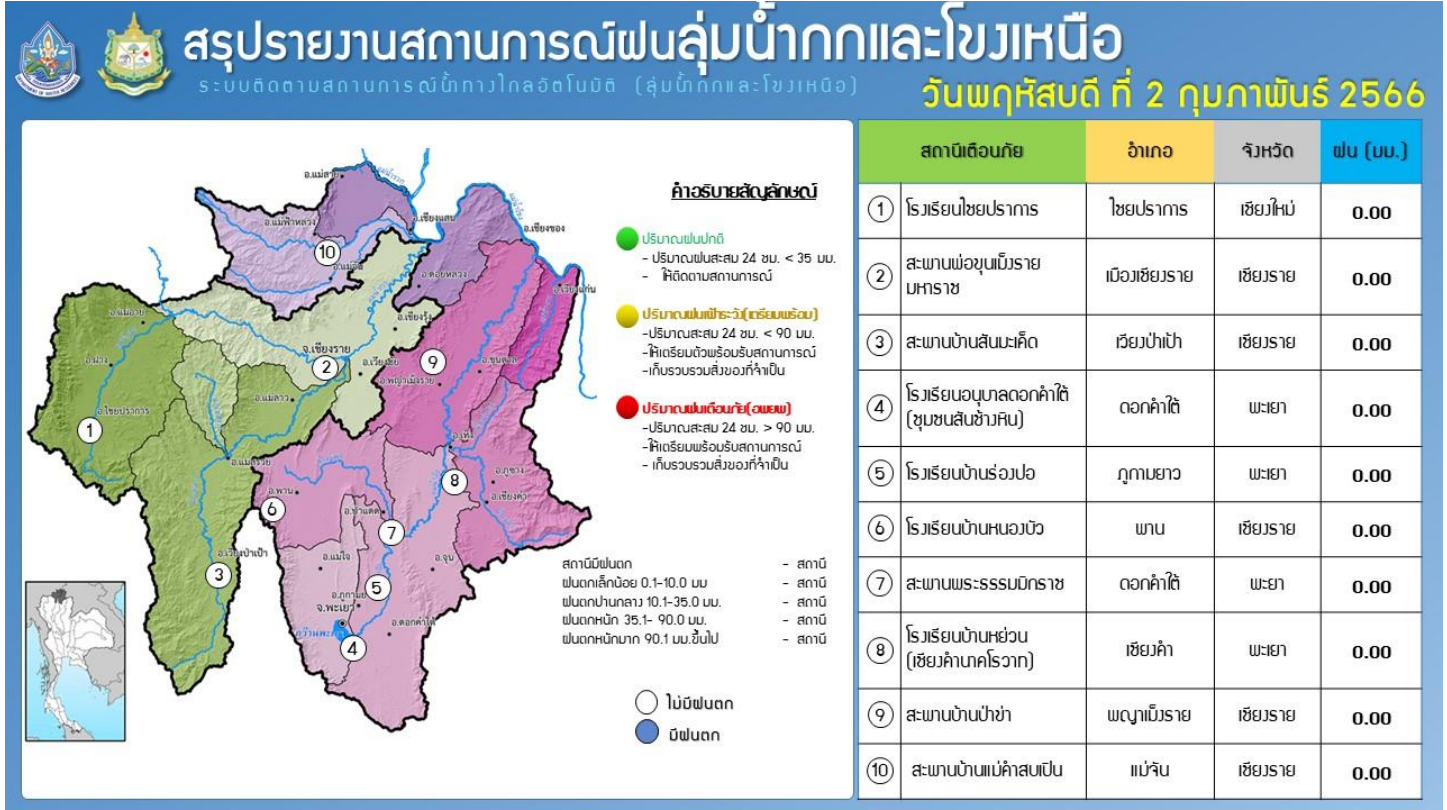 สรุปรายงานสถานการณ์ฝนลุ่มน้ำกกและโขงเหนือ
ระบบติดตามสถานการณ์น้ำทางไกลอัตโนมัติ (ลุ่มน้ำกกและโขงเหนือ)
วันพฤหัสบดี ที่ 2 กุมภาพันธ์ 2566
อ.แม่สาย
อ.แม่ฟ้าหลวง
อ.เชียงแสน
อ.เชียงของ
10
อ.ดอยหลวง
อ.เวียงแก่น
อ.แม่อาย
อ.เชียงรุ้ง
จ.เชียงราย
2
อ.ฝาง
9
อ.ขุนตาล
อ.พญาเม็งราย
อ.แม่ลาว
อ.ไชยปราการ
1
อ.เทิง
อ.แม่สรวย
8
อ.ภูซาง
อ.พาน
อ.เชียงคำ
6
อ.ป่าแดด
7
อ.เวียงป่าเป้า
3
อ.แม่ใจ
อ.จุน
5
จ.พะเยา
อ.ดอกคำใต้
4
คำอธิบายสัญลักษณ์
ปริมาณฝนปกติ
- ปริมาณฝนสะสม 24 ชม. < 35 มม.
- ให้ติดตามสถานการณ์
ปริมาณฝนเฝ้าระวัง(เตรียมพร้อม)
-ปริมาณสะสม 24 ชม. < 90 มม.
-ให้เตรียมตัวพร้อมรับสถานการณ์
-เก็บรวบรวมสิ่งของที่จำเป็น
ปริมาณฝนเตือนภัย(อพยพ)
-ปริมาณสะสม 24 ชม. > 90 มม.
-ให้เตรียมพร้อมรับสถานการณ์
- เก็บรวบรวมสิ่งของที่จำเป็น
สถานีมีฝนตก - สถานี
ฝนตกเล็กน้อย 0.1-10.0 มม - สถานี
ฝนตกปานกลาง 10.1-35.0 มม. - สถานี
ฝนตกหนัก 35.1- 90.0 มม. - สถานี
ฝนตกหนักมาก 90.1 มม.ขึ้นไป - สถานี
ไม่มีฝนตก
มีฝนตก
สถานีเตือนภัย อำเภอ จังหวัด ฝน (มม.)
1 โรงเรียนไชยปราการ ไชยปราการ เชียงใหม่ 0.00
2 สะพานพ่อขุนเม็งราย
มหาราช เมืองเชียงราย เชียงราย 0.00
3 สะพานบ้านสันมะเค็ด เวียงป่าเป้า เชียงราย 0.00
4 โรงเรียนอนุบาลดอกคำใต้
(ชุมชนสันช้างหิน) ดอกคำใต้ พะเยา 0.00
5 โรงเรียนบ้านร่องปอ ภูกามยาว พะเยา 0.00
6 โรงเรียนบ้านหนองบัว พาน เชียงราย 0.00
7 สะพานพระธรรมมิกราช ดอกคำใต้ พะยา 0.00
8 โรงเรียนบ้านหย่วน
(เชียงคำนาคโรวาท) เชียงคำ พะเยา 0.00
9 สะพานบ้านป่าข่า พญาเม็งราย เชียงราย 0.00
10 สะพานบ้านแม่คำสบเปิน แม่จัน เชียงราย 0.00